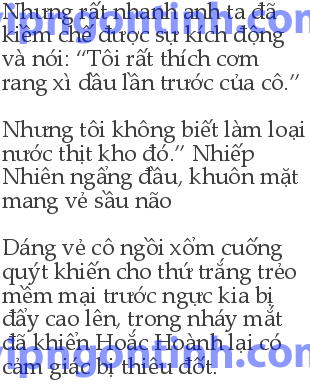 Nhưng rất nhanh anh ta đã
kiềm chế được sự kích động
và nói: “Tôi rất thích cơm
rang xì dầu lần trước của cô.”
Nhưng tôi không biết làm loại
nước thịt kho đó.” Nhiếp
Nhiên ngẩng đầu, khuôn mặt
mang vẻ sầu não
Dáng vẻ cô ngồi xổm cuống
quýt khiến cho thứ trắng trẻo
mềm mại trước ngực kia bị
đẩy cao lên, trong nháy mắt
đã khiến Hoắc Hoành lại có
cảm giác bị thiêu đốt.